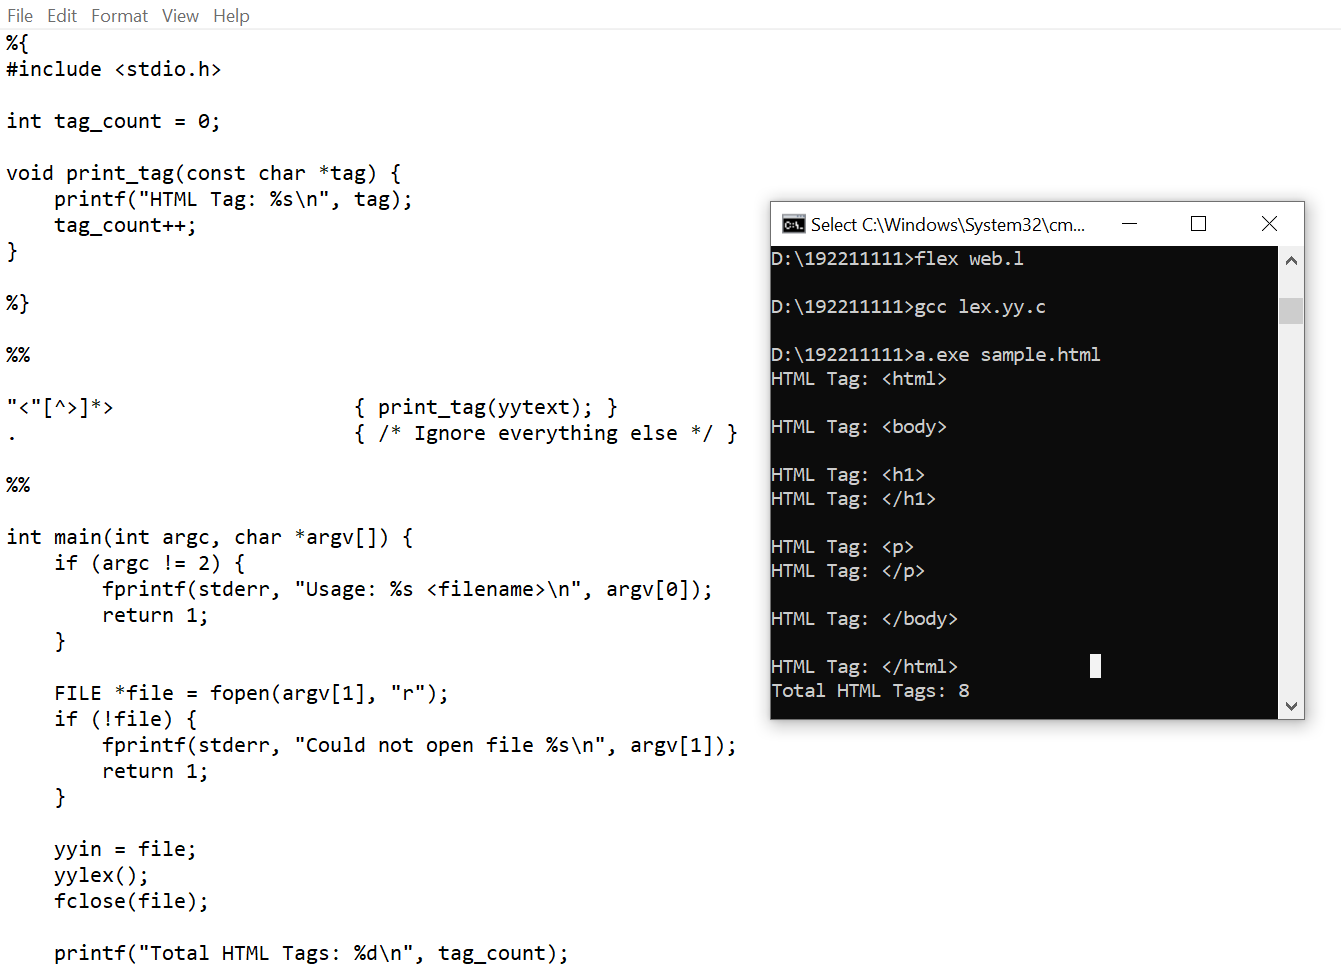 File Edit Format View Help
%{
#include <stdio.h>
int tag_count = 0;
void print_tag(const char *tag) {
printf("HTML Tag: %s\n", tag);
tag_count++;
}
%}
%%
"<"[^>]*> { print_tag(yytext); }
. { /* Ignore everything else */ }
%%
int main(int argc, char *argv[]) {
if (argc != 2) {
fprintf(stderr, "Usage: %s <filename>\n", argv[0]);
return 1;
}
FILE *file = fopen(argv[1], "r");
if (!file) {
fprintf(stderr, "Could not open file %s\n", argv[1]);
return 1;
}
yyin = file;
yylex();
fclose(file);
printf("Total HTML Tags: %d\n", tag_count);
C:\. Select C:\Windows\System32\cm...
D:\192211111>flex web.l
D:\192211111>gcc lex.yy.c
D:\192211111>a.exe sample.html
HTML Tag: <html>
HTML Tag: <body>
HTML Tag: <h1>
HTML Tag: </h1>
HTML Tag: <p>
HTML Tag: </p>
HTML Tag: </body>
HTML Tag: </html>
Total HTML Tags: 8